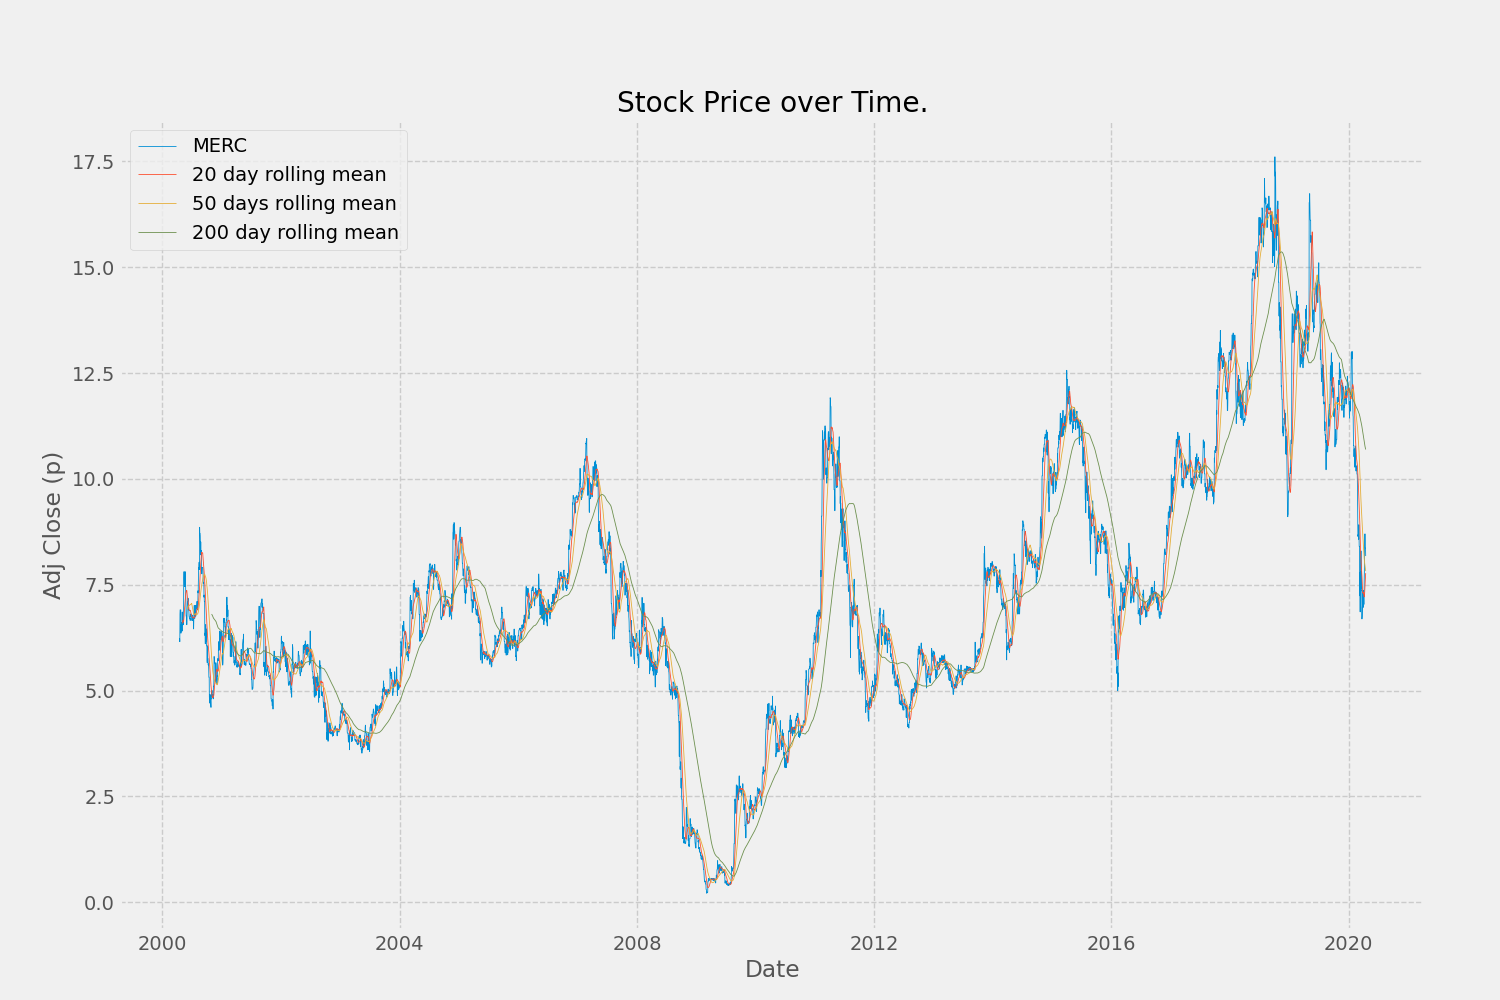 Stock Price over Time.
MERC
20 day rolling mean
50 days rolling mean
200 day rolling mean
17.5
15.0
12.5
10.0
7.5
5.0
2.5
0.0
Adj Close (p)
2000 2004 2008 2012 2016 2020
Date